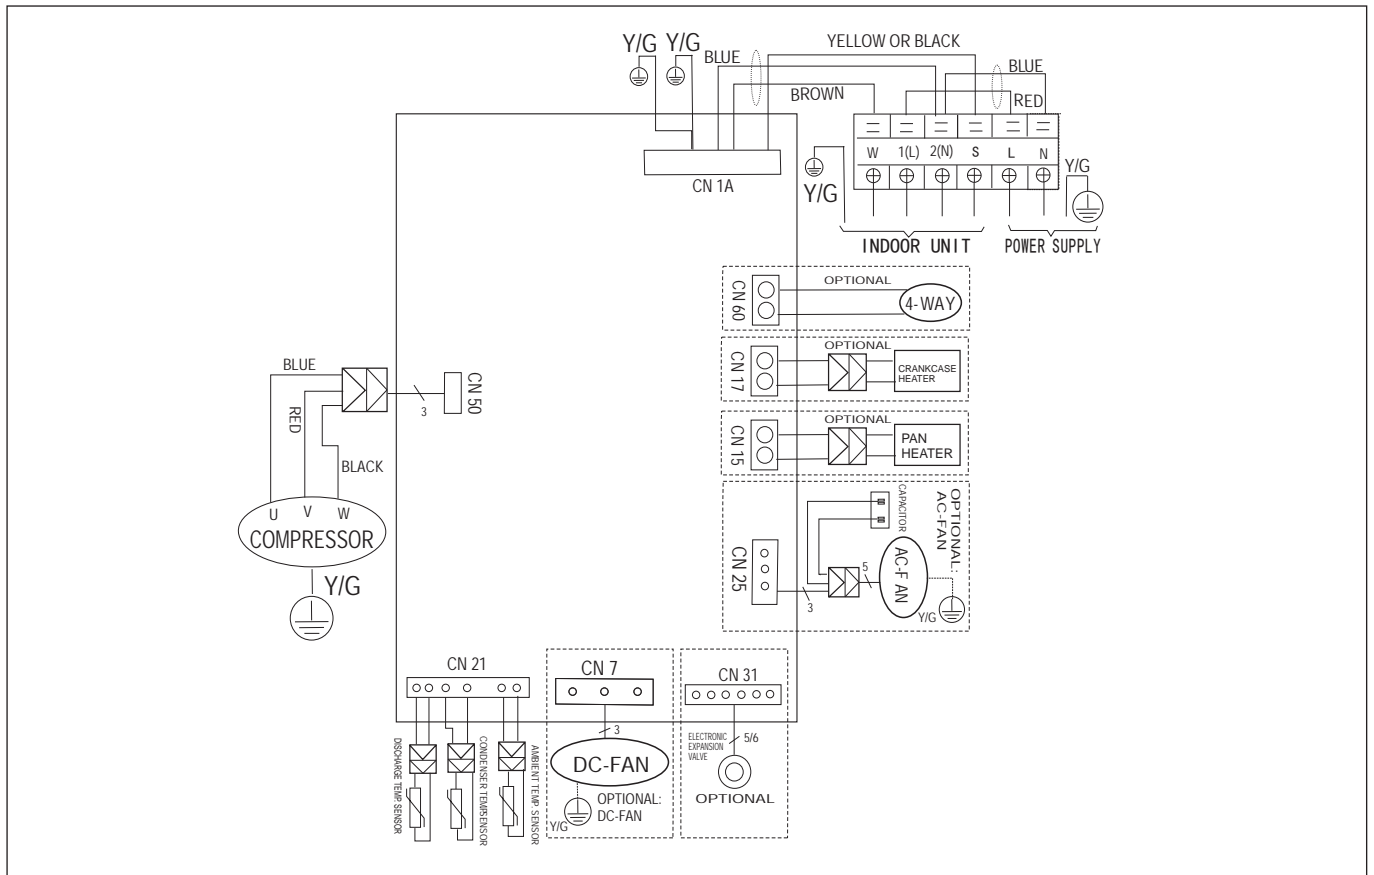 Y/G Y/G
BLUE
YELLOW OR BLACK
BLUE
BROWN
RED
W 1(L) 2(N) S L N
Y/G
Y/G
CN 1A
INDOOR UNIT
POWER SUPPLY
CN 60
OPTIONAL
4-WAY
CN 17
OPTIONAL
CRANKCASE
HEATER
CN 15
OPTIONAL
PAN
HEATER
BLUE
RED
BLACK
3
CN 50
U V W
COMPRESSOR
Y/G
CN 25
3
CAPACITOR
5
AC-F AN
OPTIONAL:
AC-FAN
Y/G
CN 21
DISCHARGE TEMP. SENSOR
CONDENSER TEMP.SENSOR
AMBIENT TEMP. SENSOR
CN 7
3
DC-FAN
Y/G
OPTIONAL:
DC-FAN
CN 31
ELECTRONIC
EXPANSION
VALVE
5/6
OPTIONAL